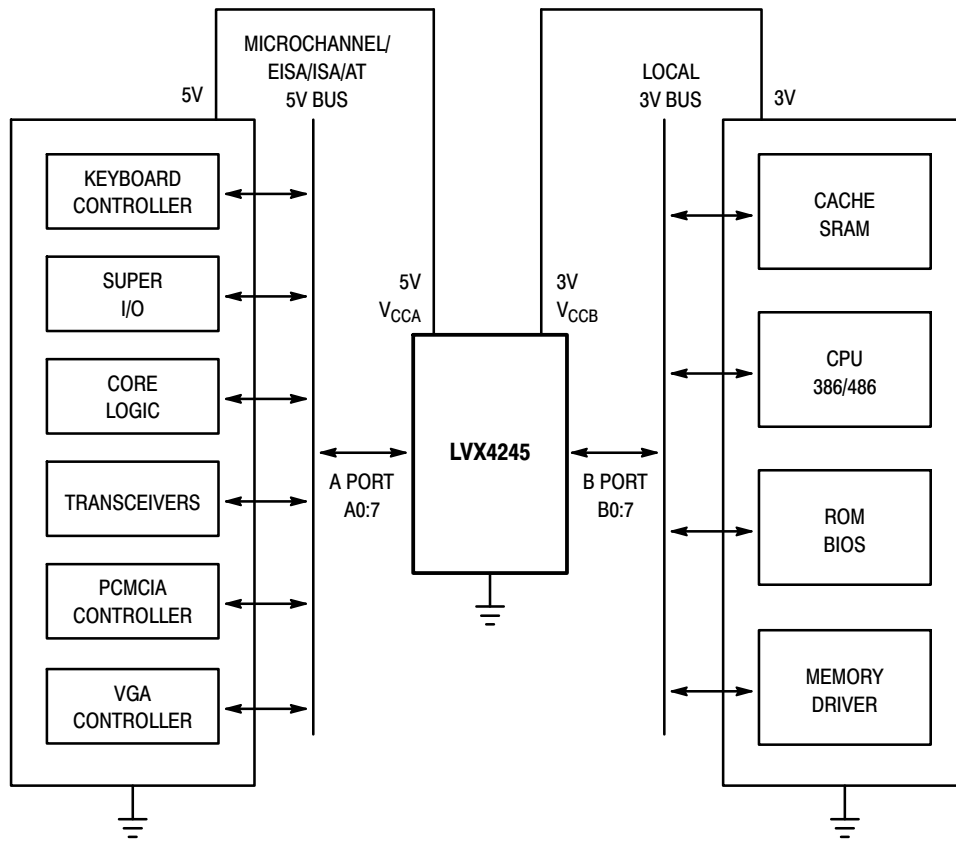 MICROCHANNEL/
EISA/ISA/AT
5V BUS
5V
LOCAL
3V BUS
3V
KEYBOARD
CONTROLLER
SUPER
I/O
CORE
LOGIC
TRANSCEIVERS
PCMCIA
CONTROLLER
VGA
CONTROLLER
5V
VCCA
3V
VCCB
LVX4245
A PORT
A0:7
B PORT
B0:7
CACHE
SRAM
CPU
386/486
ROM
BIOS
MEMORY
DRIVER